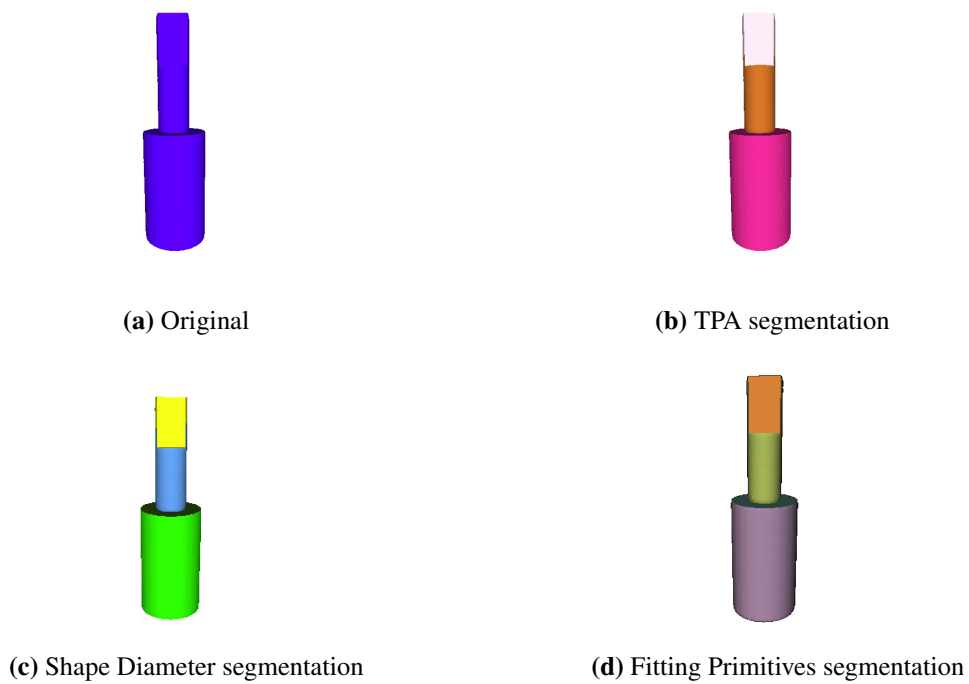 (a) Original
(b) TPA segmentation
(c) Shape Diameter segmentation
(d) Fitting Primitives segmentation